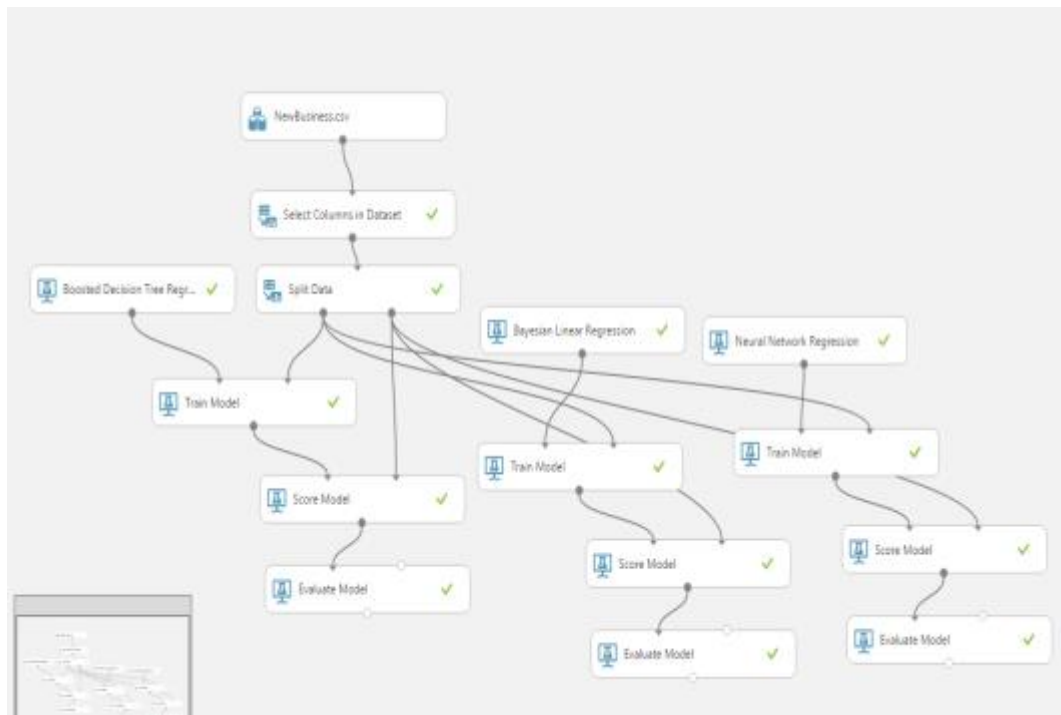 NewBusiness.csv
Select Columns in Dataset
Boosted Decision Tree Regr...
Split Data
Bayesian Linear Regression
Neural Network Regression
Train Model
Train Model
Train Model
Score Model
Score Model
Score Model
Evaluate Model
Evaluate Model
Evaluate Model